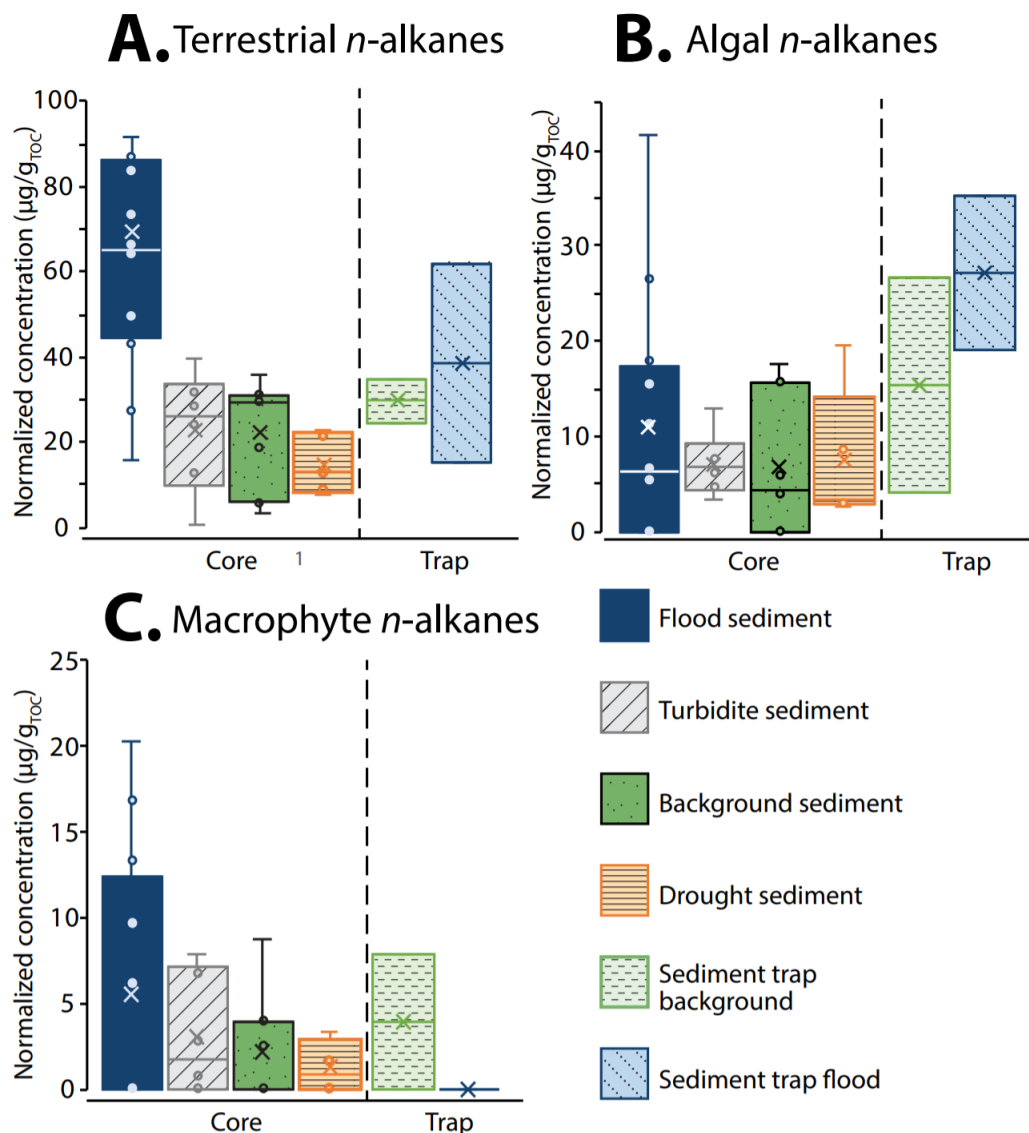 A. Terrestrial n-alkanes
Normalized concentration (µg/gTOC)
100
80
60
40
20
0
Core
1
Trap
B. Algal n-alkanes
Normalized concentration (µg/gTOC)
40
30
20
10
0
Core
Trap
C. Macrophyte n-alkanes
Normalized concentration (µg/gTOC)
25
20
15
10
5
0
Core
Trap
Flood sediment
Turbidite sediment
Background sediment
Drought sediment
Sediment trap
background
Sediment trap flood